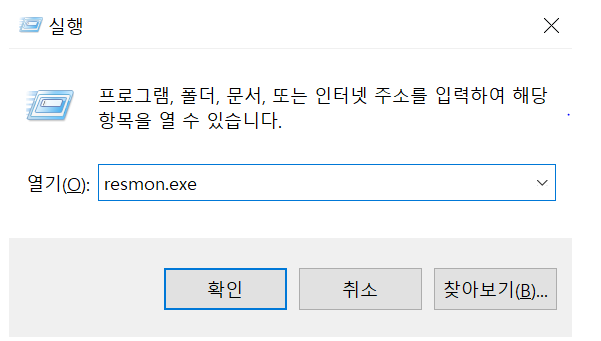 실행
프로그램, 폴더, 문서, 또는 인터넷 주소를 입력하여 해당
항목을 열 수 있습니다.
열기(O): resmon.exe
확인 취소 찾아보기(B)...